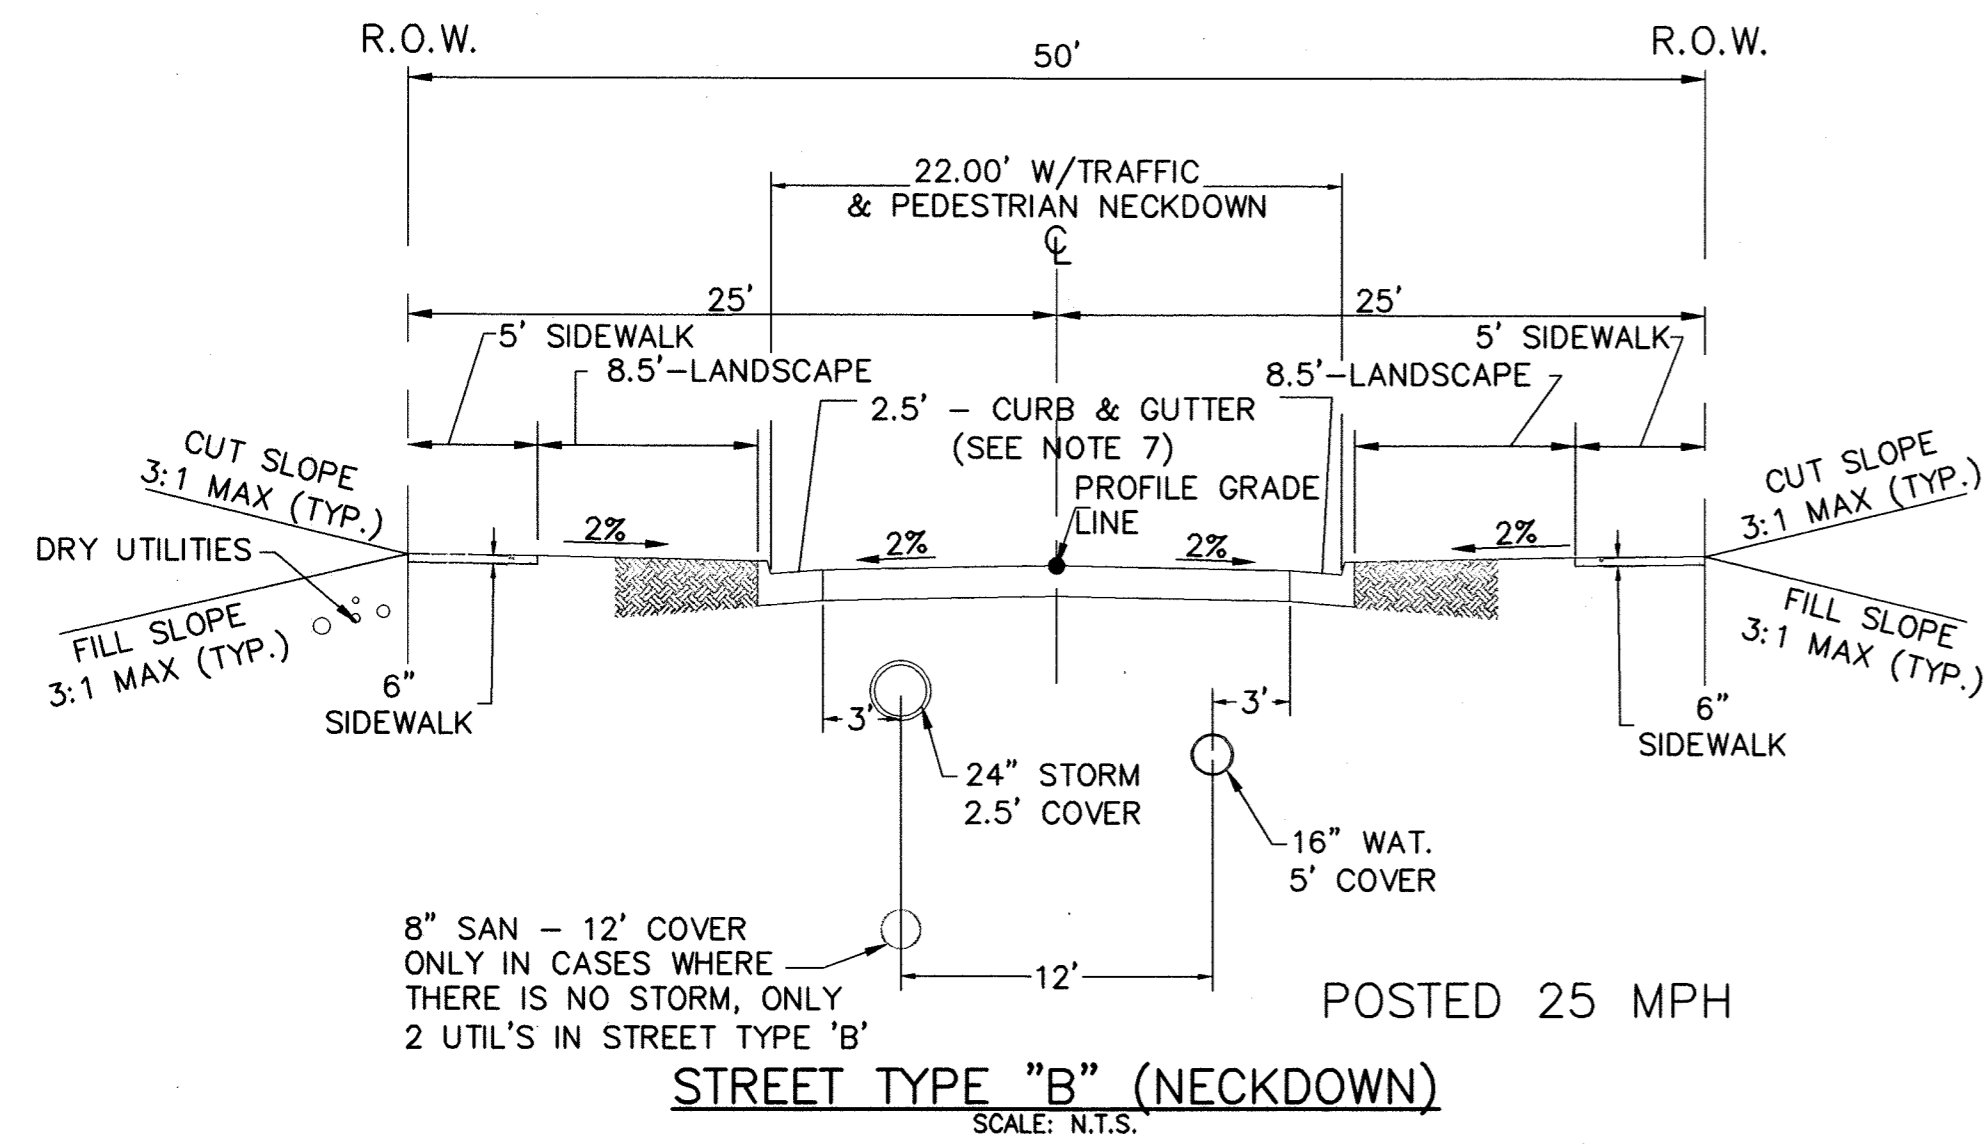 R.O.W.
R.O.W.
50'
22.00' W/TRAFFIC
& PEDESTRIAN NECKDOWN
℄
25'
25'
5' SIDEWALK
5' SIDEWALK
8.5'-LANDSCAPE
8.5'-LANDSCAPE
2.5' - CURB & GUTTER
(SEE NOTE 7)
PROFILE GRADE
LINE
CUT SLOPE
3:1 MAX (TYP.)
CUT SLOPE
3:1 MAX (TYP.)
DRY UTILITIES
2%
2%
2%
2%
FILL SLOPE
3:1 MAX (TYP.)
FILL SLOPE
3:1 MAX (TYP.)
6"
SIDEWALK
3'
3'
6"
SIDEWALK
24" STORM
2.5' COVER
16" WAT.
5' COVER
8" SAN - 12' COVER
ONLY IN CASES WHERE
THERE IS NO STORM, ONLY
2 UTIL'S IN STREET TYPE 'B'
12'
POSTED 25 MPH
STREET TYPE "B" (NECKDOWN)
SCALE: N.T.S.